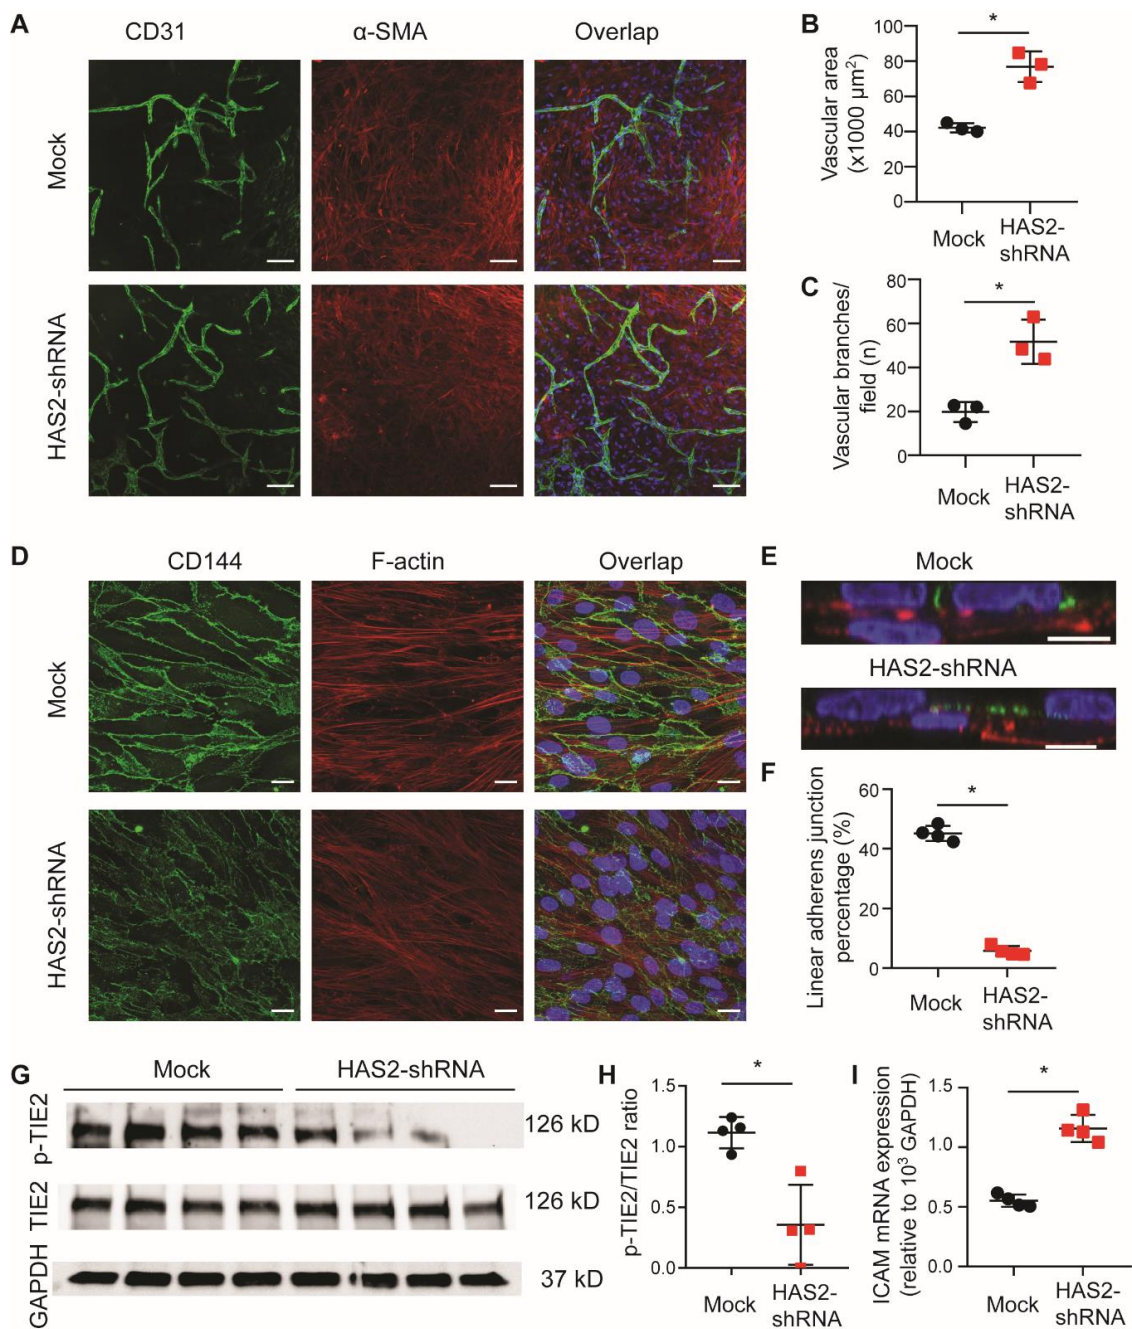 A
CD31
α-SMA
Overlap
Mock
HAS2-shRNA
B
*
Vascular area
(x1000 µm²)
100
80
60
40
20
0
Mock
HAS2-
shRNA
C
*
Vascular branches/
field (n)
80
60
40
20
0
Mock
HAS2-
shRNA
D
CD144
F-actin
Overlap
Mock
HAS2-shRNA
E
Mock
HAS2-shRNA
F
*
Linear adherens junction
percentage (%)
60
40
20
0
Mock
HAS2-
shRNA
G
Mock
HAS2-shRNA
p-TIE2
126 kD
TIE2
126 kD
GAPDH
37 kD
H
*
p-TIE2/TIE2 ratio
1.5
1.0
0.5
0.0
Mock
HAS2-
shRNA
I
*
ICAM mRNA expression
(relative to 10³ GAPDH)
1.5
1.0
0.5
0.0
Mock
HAS2-
shRNA